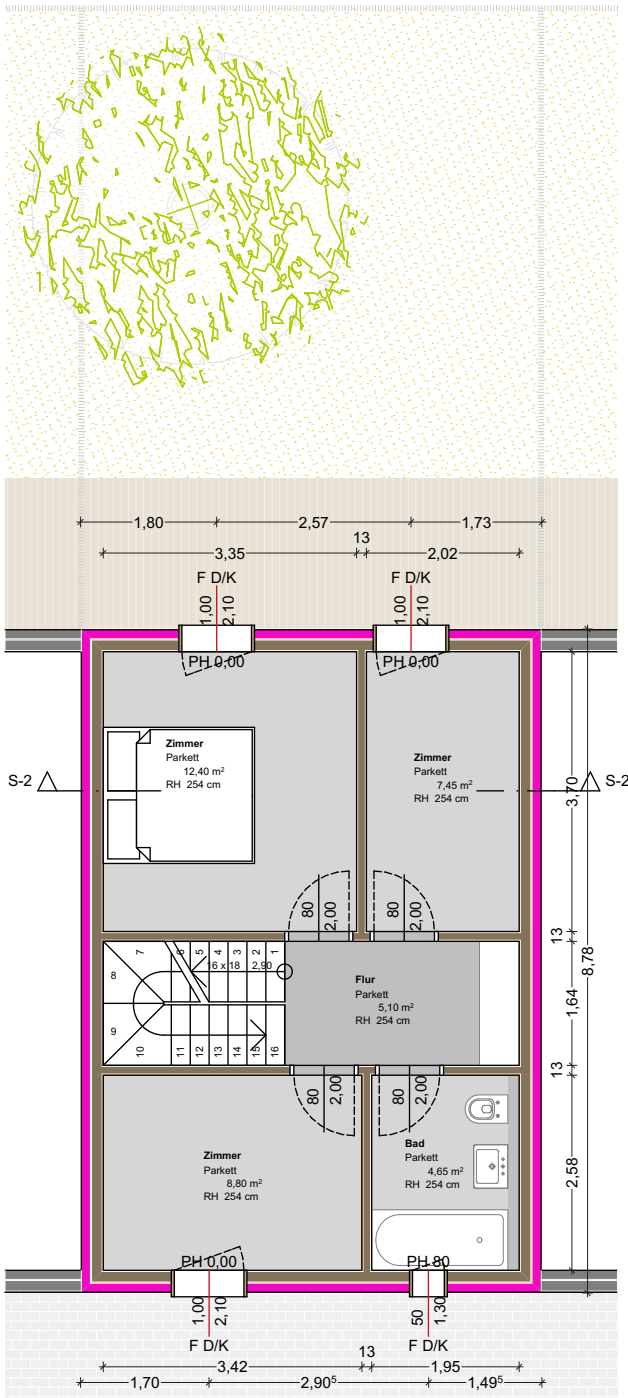 1,80 2,57 1,73
13
3,35 2,02
F D/K F D/K
1,00 2,10 1,00 2,10
PH 0,00 PH 0,00
Zimmer
Parkett
12,40 m²
RH 254 cm
Zimmer
Parkett
7,45 m²
RH 254 cm
S-2 S-2
3,70
80 2,00 80 2,00
13
8,78
7 6 5 4 3 2 1
16 x 18 2,90
8
9
10 11 12 13 14 15 16
Flur
Parkett
5,10 m²
RH 254 cm
1,64
13
80 2,00 80 2,00
Zimmer
Parkett
8,80 m²
RH 254 cm
Bad
Parkett
4,65 m²
RH 254 cm
2,58
PH 0,00 PH 80
1,00 2,10 50 1,30
F D/K F D/K
13
3,42 1,95
1,70 2,90⁵ 1,49⁵